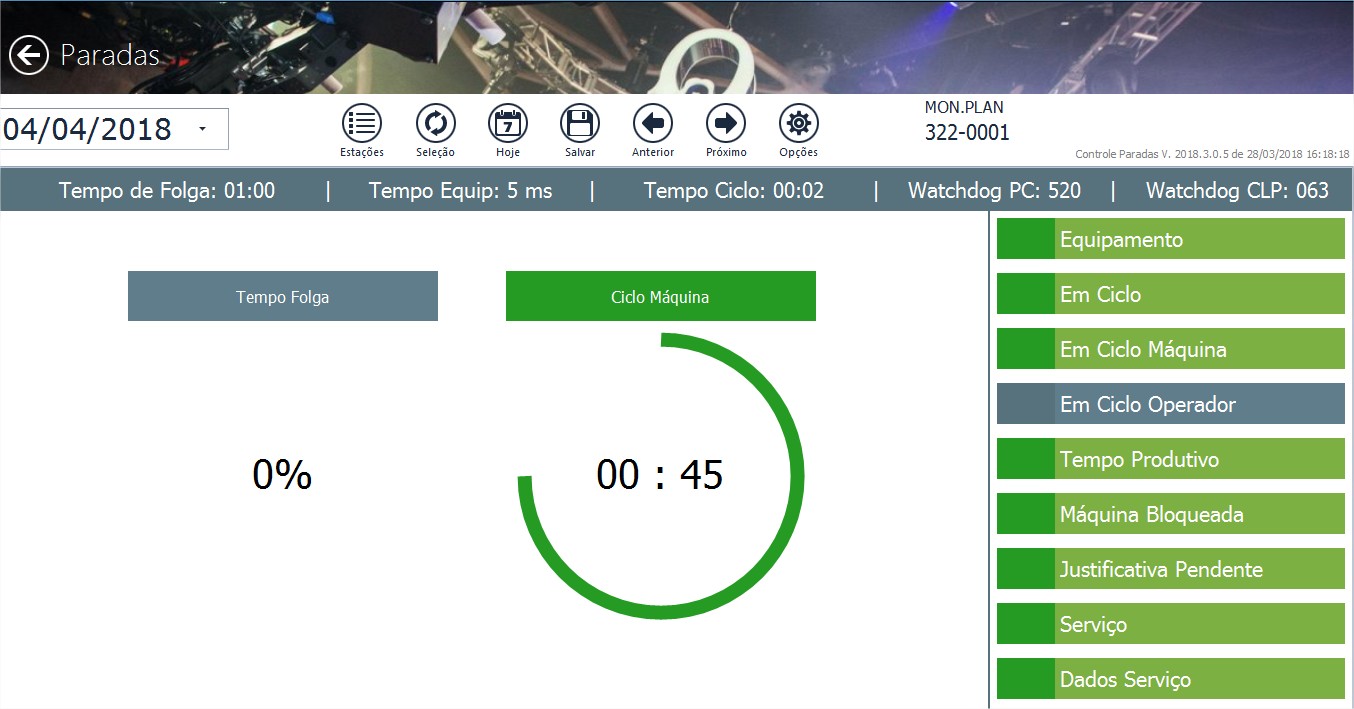 Paradas
04/04/2018
7
Estações Seleção Hoje Salvar Anterior Próximo Opções
MON.PLAN
322-0001
Controle Paradas V. 2018.3.0.5 de 28/03/2018 16:18:18
Tempo de Folga: 01:00 | Tempo Equip: 5 ms | Tempo Ciclo: 00:02 | Watchdog PC: 520 | Watchdog CLP: 063
Tempo Folga
Ciclo Máquina
0%
00 : 45
Equipamento
Em Ciclo
Em Ciclo Máquina
Em Ciclo Operador
Tempo Produtivo
Máquina Bloqueada
Justificativa Pendente
Serviço
Dados Serviço